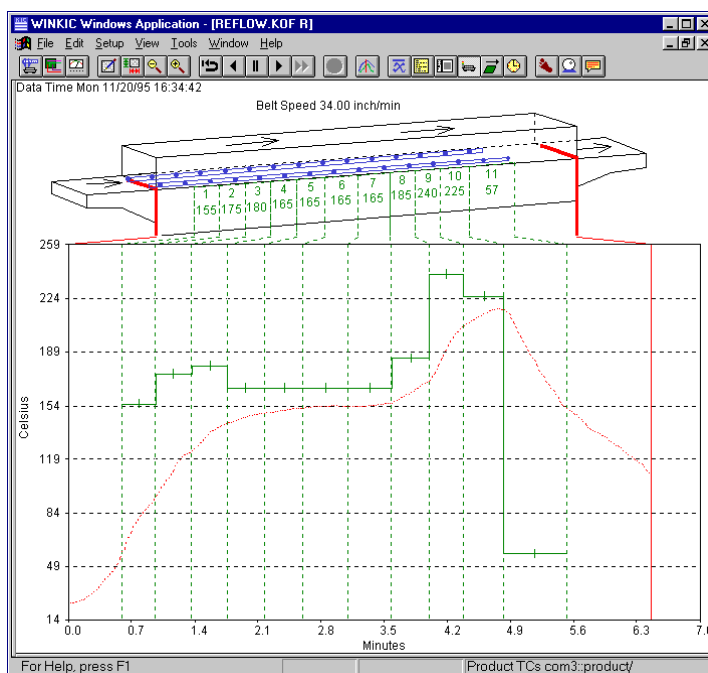 KIC WINKIC Windows Application - [REFLOW.KOF R]
File Edit Setup View Tools Window Help
Data Time Mon 11/20/95 16:34:42
Belt Speed 34.00 inch/min
1 2 3 4 5 6 7 8 9 10 11
155 175 180 165 165 165 165 185 240 225 57
259
224
189
154
119
84
49
14
Celsius
0.0 0.7 1.4 2.1 2.8 3.5 4.2 4.9 5.6 6.3 7.0
Minutes
For Help, press F1
Product TCs com3::product/